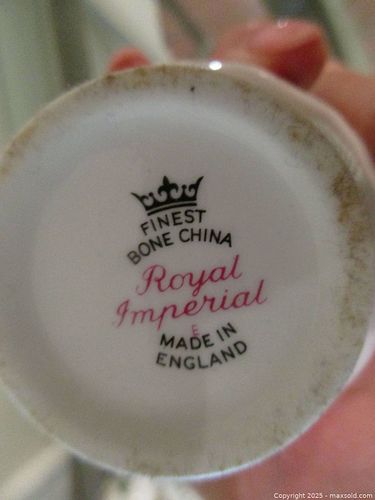 FINEST
BONE CHINA
Royal
Imperial
E
MADE IN
ENGLAND
Copyright 2025 - maxsold.com